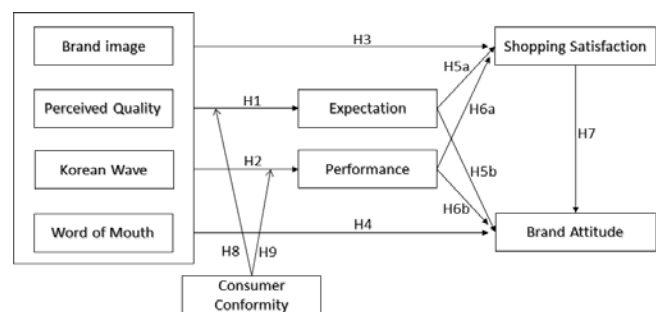 Brand image
H3
Shopping Satisfaction
H5a
Perceived Quality
H1
Expectation
H6a
H7
Korean Wave
H2
Performance
H5b
H6b
Word of Mouth
H4
Brand Attitude
H8
H9
Consumer
Conformity